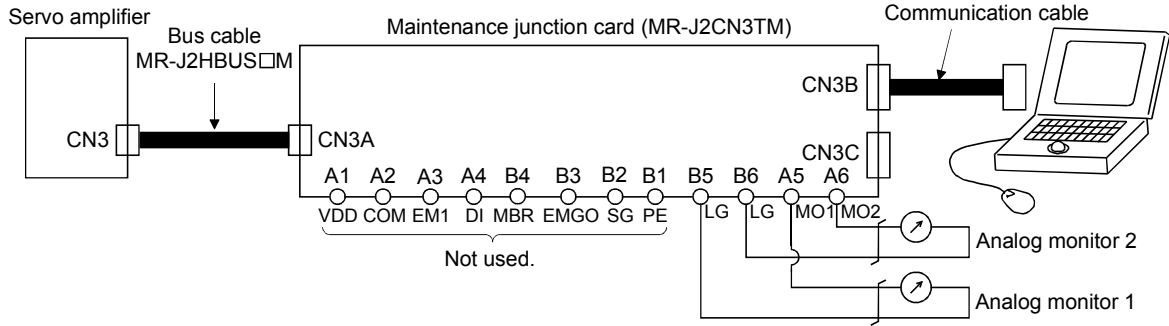 Servo amplifier
Bus cable
MR-J2HBUS□M
Maintenance junction card (MR-J2CN3TM)
Communication cable
CN3B
CN3
CN3A
CN3C
A1 A2 A3 A4 B4 B3 B2 B1 B5 B6 A5 A6
VDD COM EM1 DI MBR EMGO SG PE LG LG MO1 MO2
Not used.
Analog monitor 2
Analog monitor 1